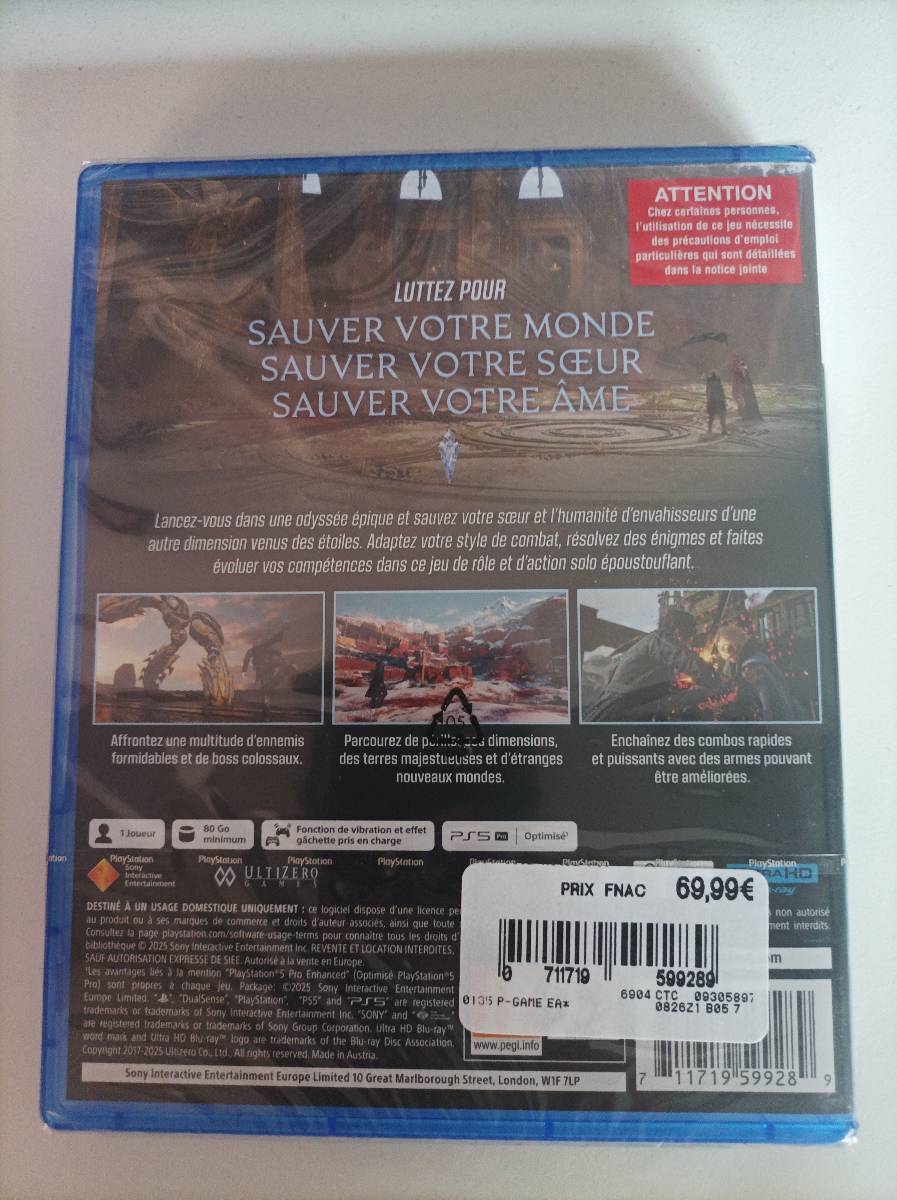 ATTENTION
Chez certaines personnes,
l'utilisation de ce jeu nécessite
des précautions d'emploi
particulières qui sont détaillées
dans la notice jointe
LUTTEZ POUR
SAUVER VOTRE MONDE
SAUVER VOTRE SŒUR
SAUVER VOTRE ÂME
Lancez-vous dans une odyssée épique et sauvez votre sœur et l'humanité d'envahisseurs d'une
autre dimension venus des étoiles. Adaptez votre style de combat, résolvez des énigmes et faites
évoluer vos compétences dans ce jeu de rôle et d'action solo époustouflant.
Affrontez une multitude d'ennemis
formidables et de boss colossaux.
05
Parcourez de périlleuses dimensions,
des terres majestueuses et d'étranges
nouveaux mondes.
Enchaînez des combos rapides
et puissants avec des armes pouvant
être améliorées.
1 Joueur
80 Go
minimum
Fonction de vibration et effet
gâchette pris en charge
PS5 Pro Optimisé¹
PlayStation PlayStation PlayStation PlayStation PlayStation PlayStation PlayStation
Sony
Interactive
Entertainment
ULTIZERO
GAMES
HD
DESTINÉ À UN USAGE DOMESTIQUE UNIQUEMENT : ce logiciel dispose d'une licence
au produit ou à ses marques de commerce et droits d'auteur associés, ainsi que toute
non autorisé
Consultez la page playstation.com/software-usage-terms pour connaître tous les droits d'
interdits.
bibliothèque © 2025 Sony Interactive Entertainment Inc. REVENTE ET LOCATION INTERDITES,
SAUF AUTORISATION EXPRESSE DE SIEE. Autorisé à la vente en Europe.
¹Les avantages liés à la mention "PlayStation®5 Pro Enhanced" (Optimisé PlayStation®5
Pro) sont propres à chaque jeu. Package: ©2025 Sony Interactive Entertainment
Europe Limited. "DualSense", "PlayStation", "PS5" and "PS5" are registered
trademarks or trademarks of Sony Interactive Entertainment Inc. "SONY" and
are registered trademarks or trademarks of Sony Group Corporation. Ultra HD Blu-ray™
word mark and Ultra HD Blu-ray™ logo are trademarks of the Blu-ray Disc Association.
Copyright 2017-2025 Ultizero Co., Ltd. All rights reserved. Made in Austria.
Sony Interactive Entertainment Europe Limited 10 Great Marlborough Street, London, W1F 7LP
PRIX FNAC 69,99€
0 711719 599289
6904 CTC 0930589
0135 P-GAME EA*
0826Z1 B05 7
www.pegi.info
7 11719 59928 9